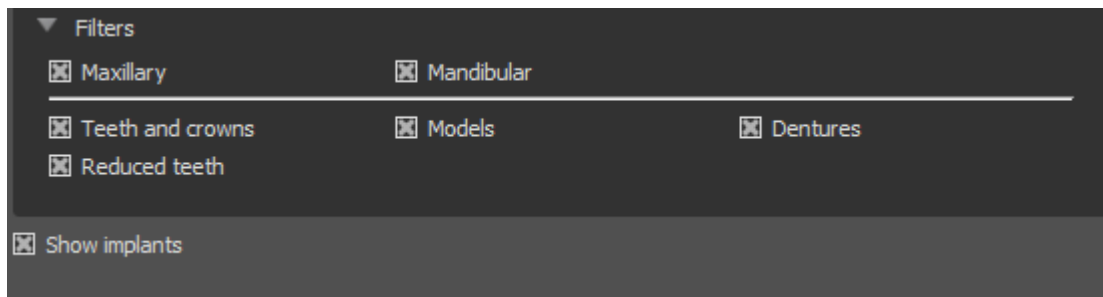 Filters
Maxillary Mandibular
Teeth and crowns Models Dentures
Reduced teeth
Show implants